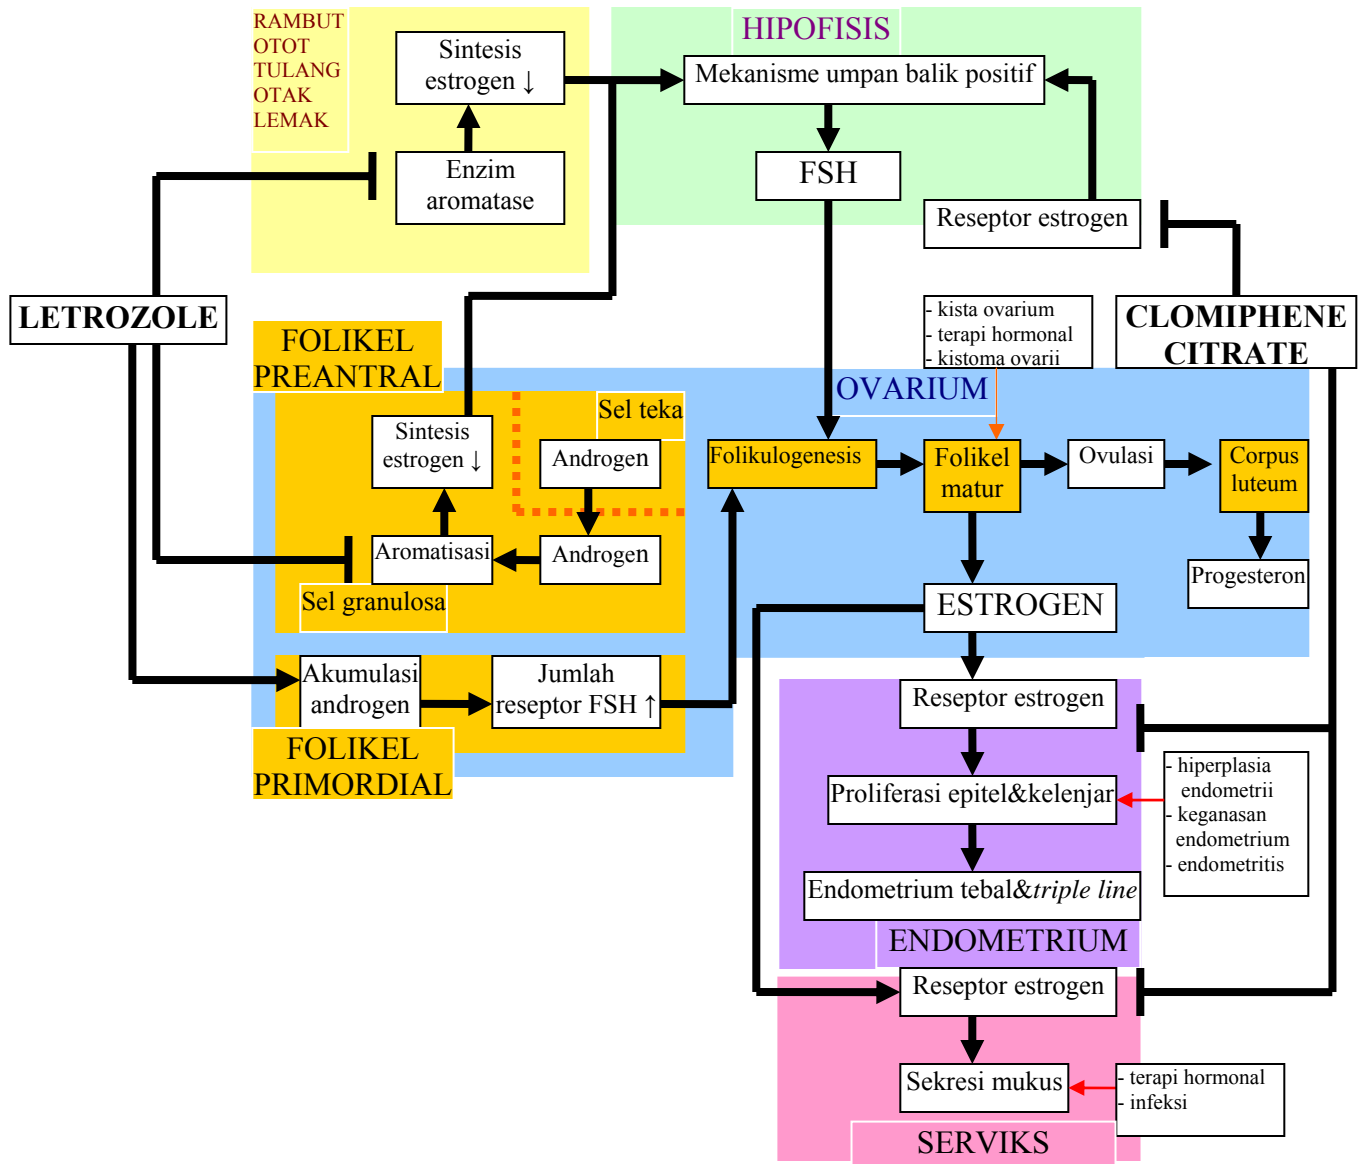 RAMBUT
OTOT
TULANG
OTAK
LEMAK
Sintesis
estrogen ↓
Enzim
aromatase
HIPOFISIS
Mekanisme umpan balik positif
FSH
Reseptor estrogen
LETROZOLE
- kista ovarium
- terapi hormonal
- kistoma ovarii
CLOMIPHENE
CITRATE
FOLIKEL
PREANTRAL
OVARIUM
Sel teka
Sintesis
estrogen ↓
Androgen
Aromatisasi
Androgen
Sel granulosa
Folikulogenesis
Folikel
matur
Ovulasi
Corpus
luteum
Progesteron
ESTROGEN
Akumulasi
androgen
Jumlah
reseptor FSH ↑
FOLIKEL
PRIMORDIAL
Reseptor estrogen
Proliferasi epitel&kelenjar
- hiperplasia
endometrii
- keganasan
endometrium
- endometritis
Endometrium tebal&triple line
ENDOMETRIUM
Reseptor estrogen
Sekresi mukus
- terapi hormonal
- infeksi
SERVIKS